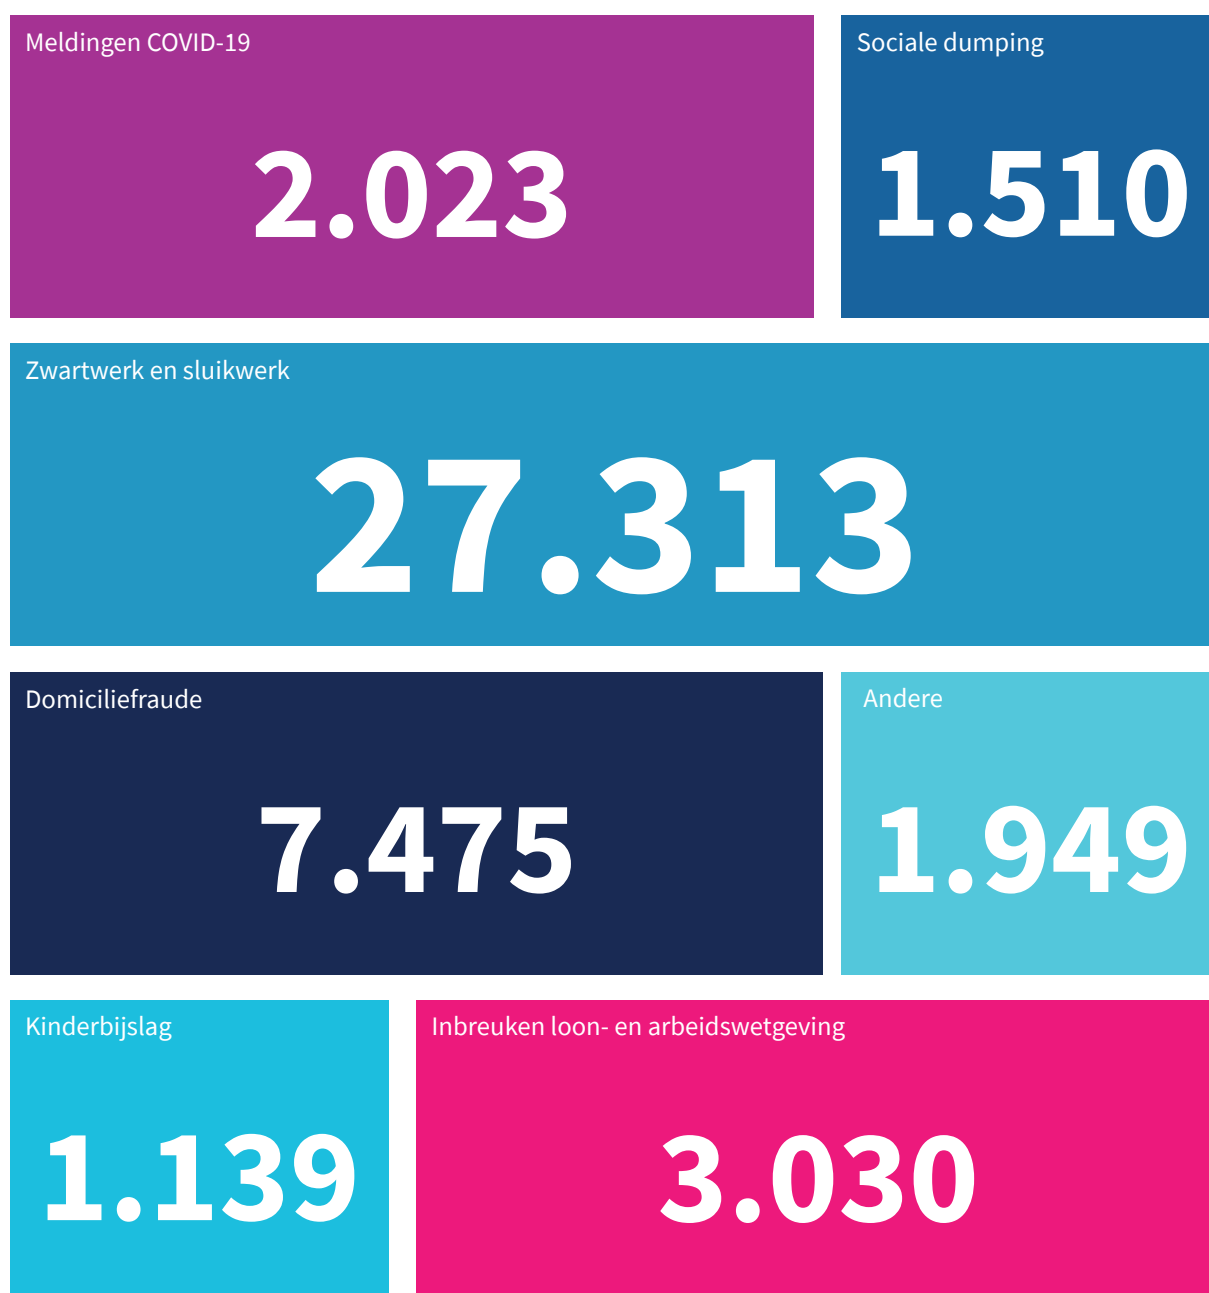 Meldingen COVID-19
2.023
Sociale dumping
1.510
Zwartwerk en sluikwerk
27.313
Domiciliefraude
7.475
Andere
1.949
Kinderbijslag
1.139
Inbreuken loon- en arbeidswetgeving
3.030